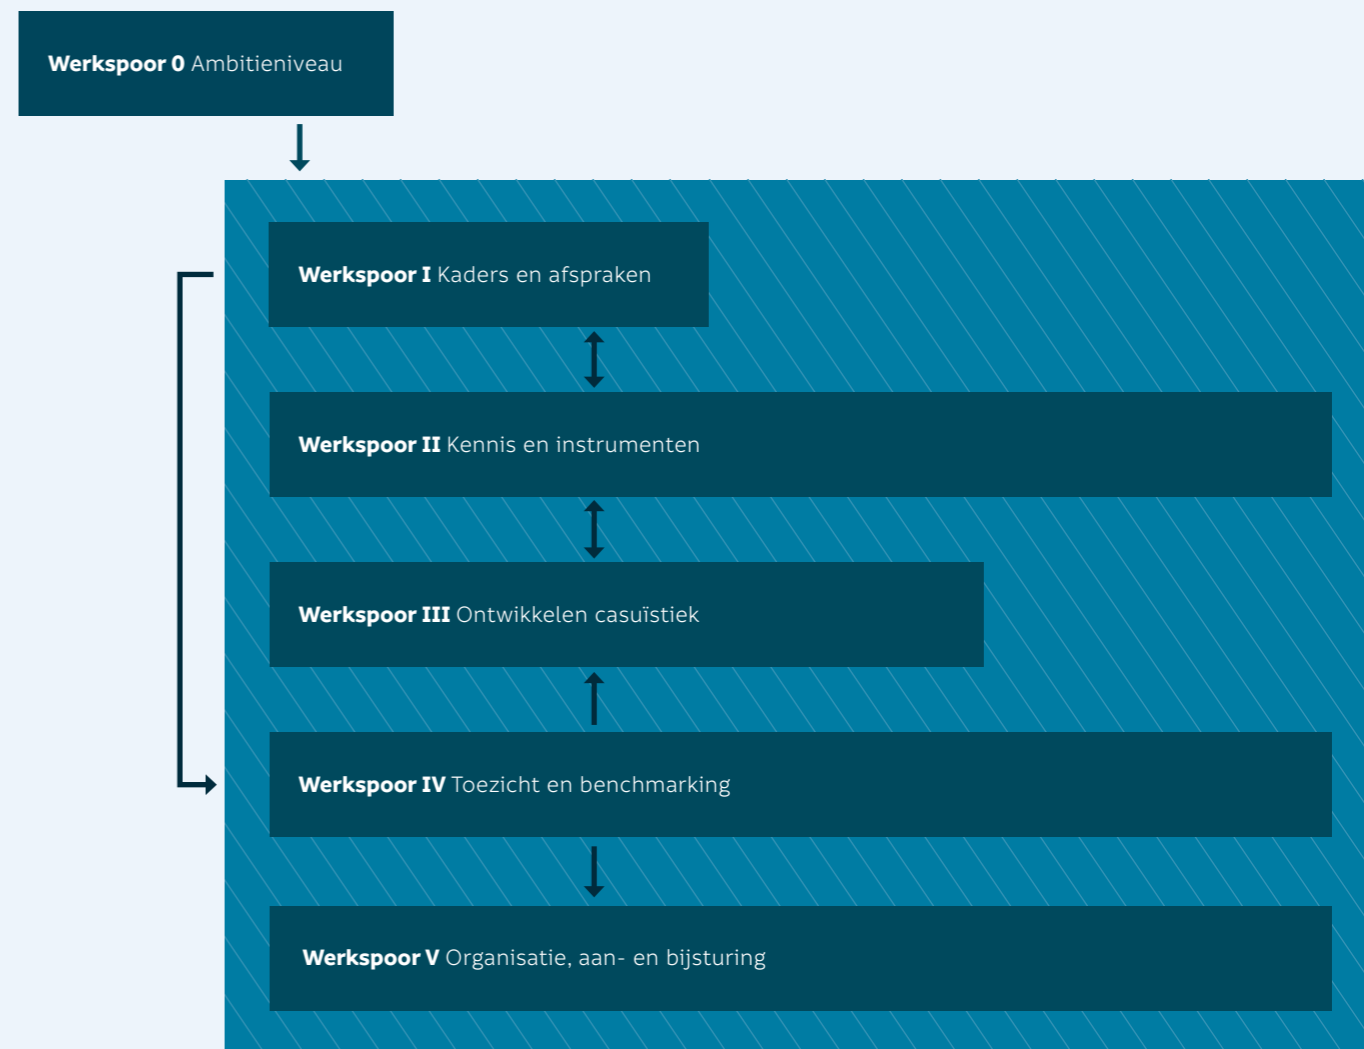 Werkspoor 0 Ambitieniveau
Werkspoor I Kaders en afspraken
Werkspoor II Kennis en instrumenten
Werkspoor III Ontwikkelen casuïstiek
Werkspoor IV Toezicht en benchmarking
Werkspoor V Organisatie, aan- en bijsturing